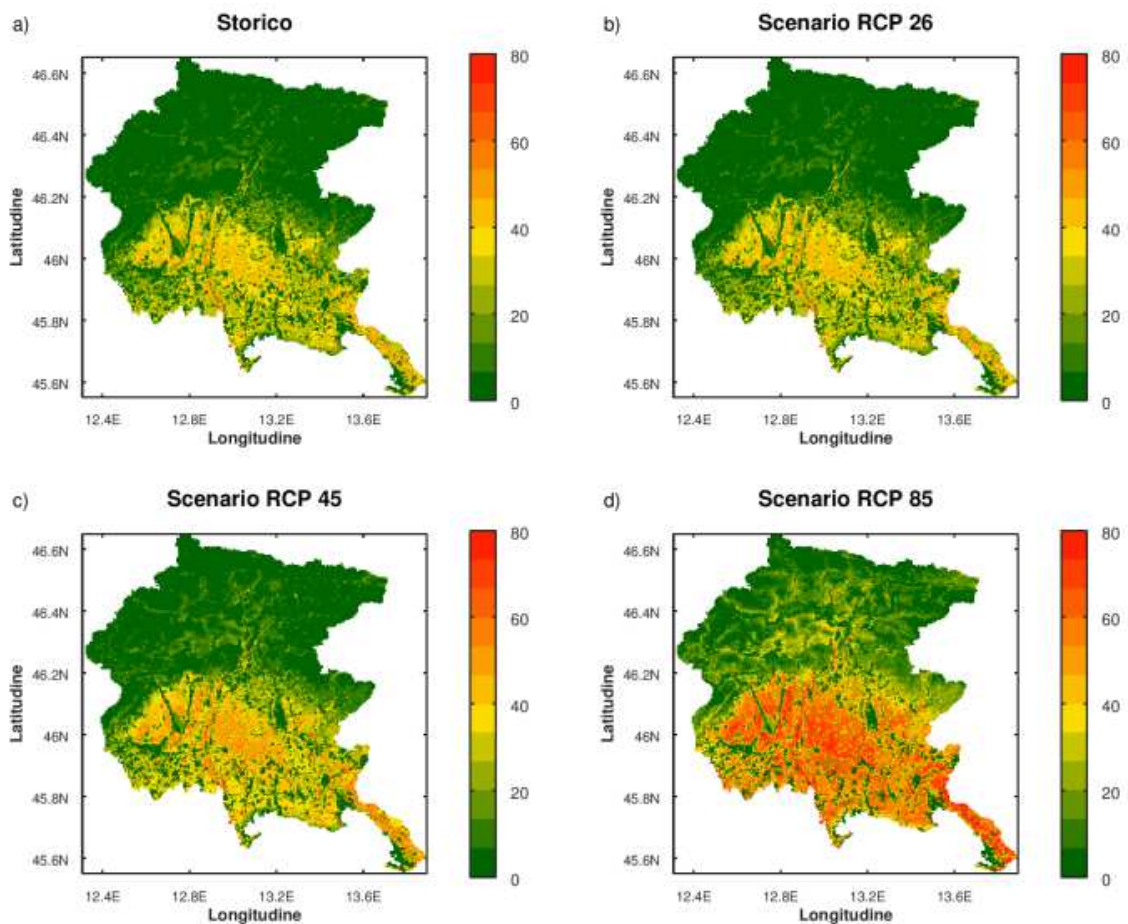 a)
Storico
46.6N
46.4N
46.2N
46N
45.8N
45.6N
Latitudine
12.4E 12.8E 13.2E 13.6E
Longitudine
80
60
40
20
0
b)
Scenario RCP 26
46.6N
46.4N
46.2N
46N
45.8N
45.6N
Latitudine
12.4E 12.8E 13.2E 13.6E
Longitudine
80
60
40
20
0
c)
Scenario RCP 45
46.6N
46.4N
46.2N
46N
45.8N
45.6N
Latitudine
12.4E 12.8E 13.2E 13.6E
Longitudine
80
60
40
20
0
d)
Scenario RCP 85
46.6N
46.4N
46.2N
46N
45.8N
45.6N
Latitudine
12.4E 12.8E 13.2E 13.6E
Longitudine
80
60
40
20
0